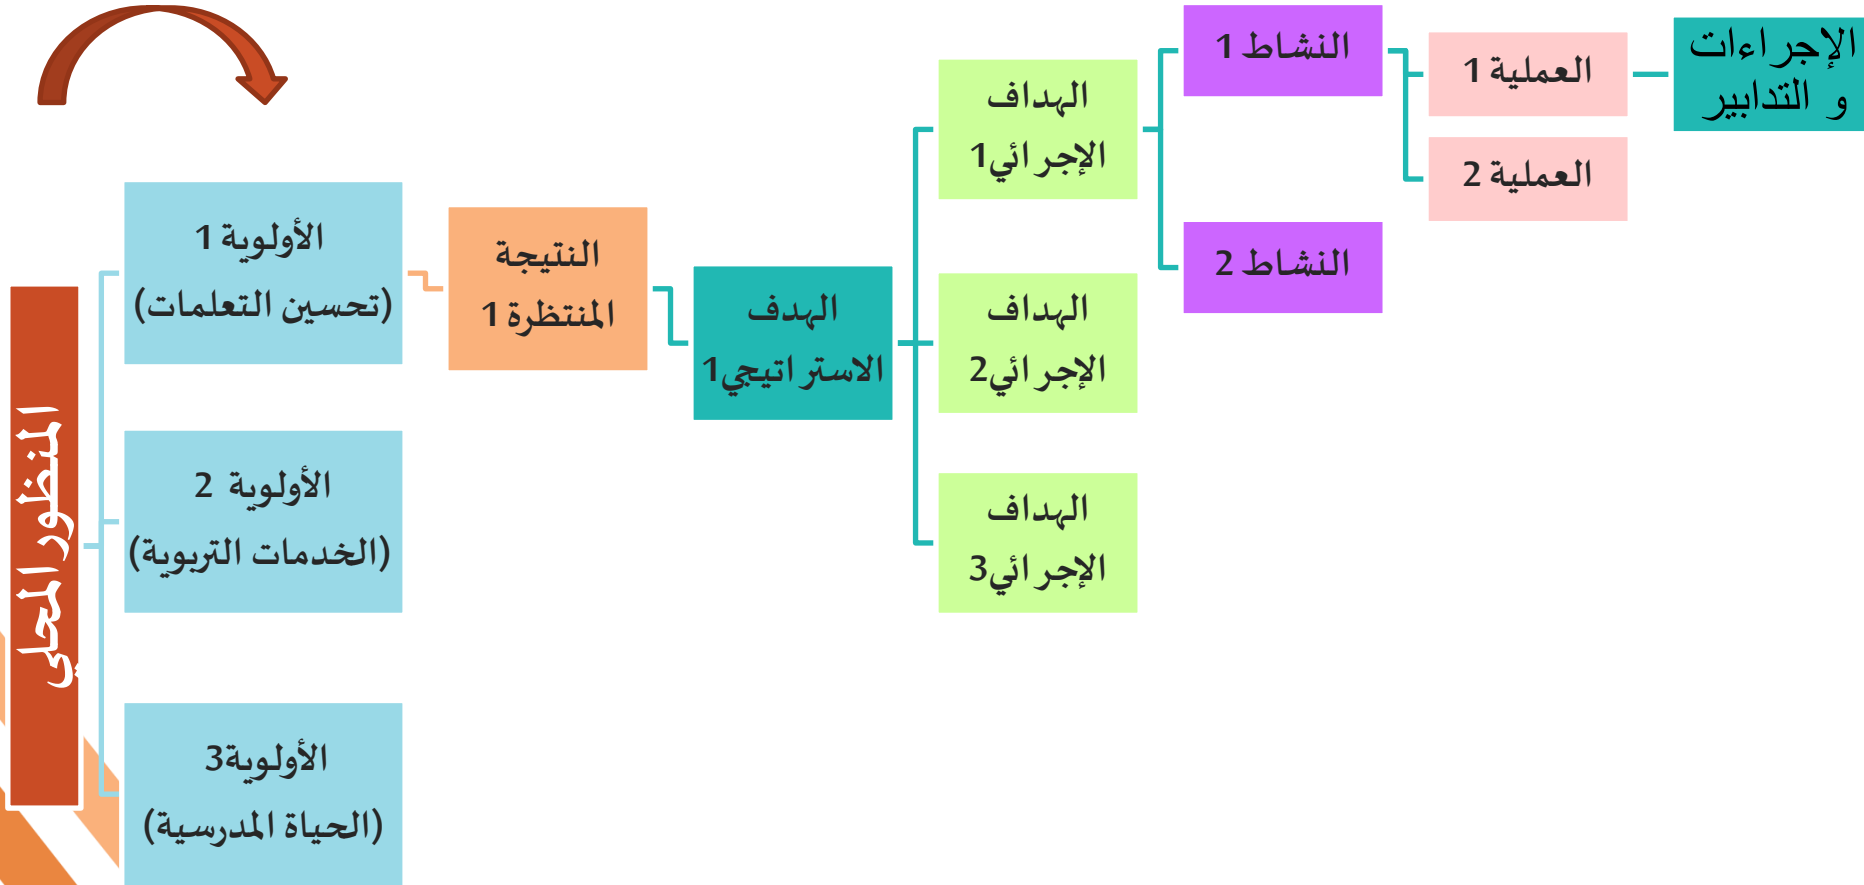 المنظور المحلي
الأولوية 1
(تحسين التعلمات)
الأولوية 2
(الخدمات التربوية)
الأولوية3
(الحياة المدرسية)
النتيجة
المنتظرة 1
الهدف
الاستراتيجي1
الهداف
الإجرائي1
الهداف
الإجرائي2
الهداف
الإجرائي3
النشاط 1
النشاط 2
العملية 1
العملية 2
الإجراءات
و التدابير